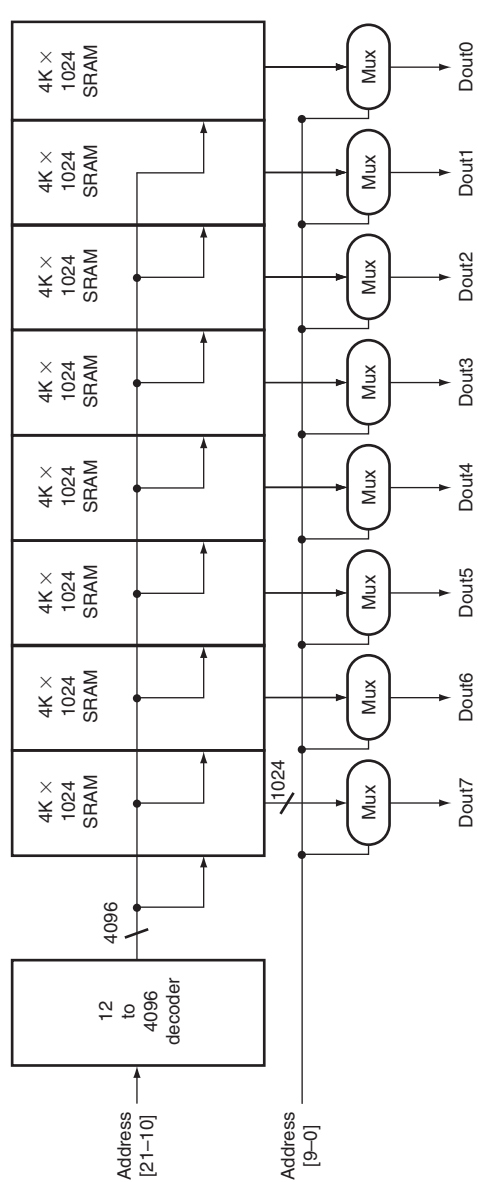 Address
[21–10]
12
to
4096
decoder
4096
4K ×
1024
SRAM
4K ×
1024
SRAM
4K ×
1024
SRAM
4K ×
1024
SRAM
4K ×
1024
SRAM
4K ×
1024
SRAM
4K ×
1024
SRAM
4K ×
1024
SRAM
Address
[9–0]
1024
Mux
Mux
Mux
Mux
Mux
Mux
Mux
Mux
Dout7
Dout6
Dout5
Dout4
Dout3
Dout2
Dout1
Dout0